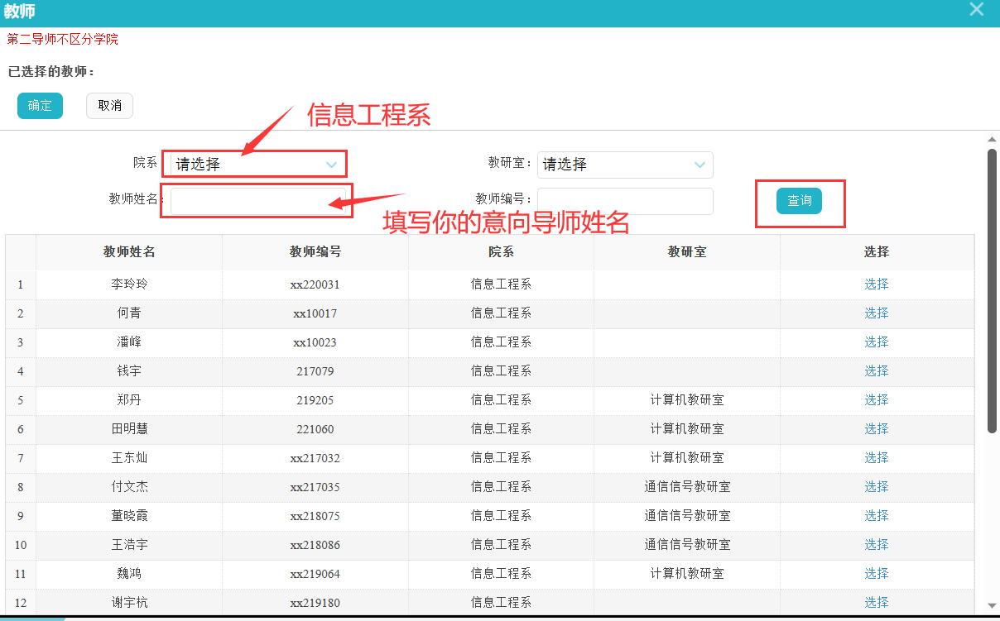 教师
第二导师不区分学院
已选择的教师：
确定 取消
信息工程系
院系 请选择 教研室： 请选择
教师姓名： 教师编号： 查询
填写你的意向导师姓名
教师姓名 教师编号 院系 教研室 选择
1 李玲玲 xx220031 信息工程系 选择
2 何青 xx10017 信息工程系 选择
3 潘峰 xx10023 信息工程系 选择
4 钱宇 217079 信息工程系 选择
5 郑丹 219205 信息工程系 计算机教研室 选择
6 田明慧 221060 信息工程系 计算机教研室 选择
7 王东灿 xx217032 信息工程系 计算机教研室 选择
8 付文杰 xx217035 信息工程系 通信信号教研室 选择
9 董晓霞 xx218075 信息工程系 通信信号教研室 选择
10 王浩宇 xx218086 信息工程系 通信信号教研室 选择
11 魏鸿 xx219064 信息工程系 计算机教研室 选择
12 谢宇杭 xx219180 信息工程系 选择